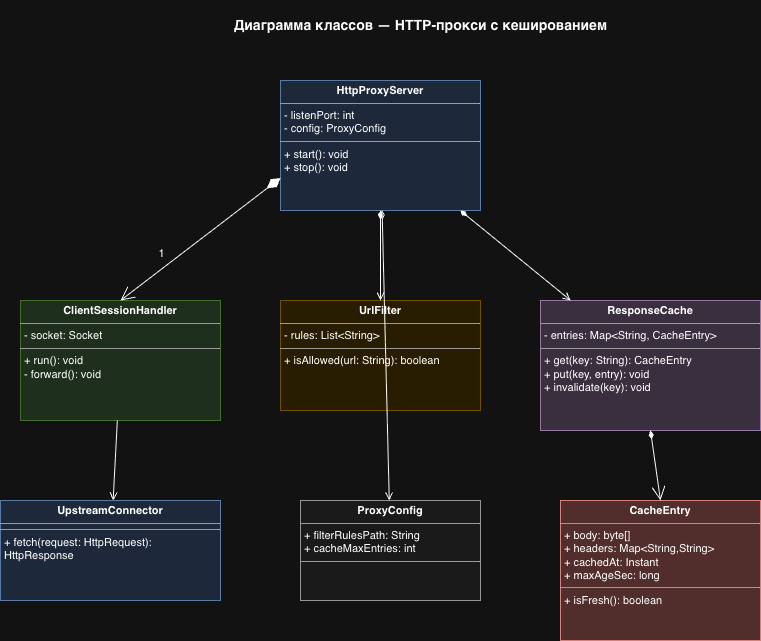 Диаграмма классов — HTTP-прокси с кешированием
HttpProxyServer
- listenPort: int
- config: ProxyConfig
+ start(): void
+ stop(): void
1
ClientSessionHandler
- socket: Socket
+ run(): void
- forward(): void
UrlFilter
- rules: List<String>
+ isAllowed(url: String): boolean
ResponseCache
- entries: Map<String, CacheEntry>
+ get(key: String): CacheEntry
+ put(key, entry): void
+ invalidate(key): void
UpstreamConnector
+ fetch(request: HttpRequest):
HttpResponse
ProxyConfig
+ filterRulesPath: String
+ cacheMaxEntries: int
CacheEntry
+ body: byte[]
+ headers: Map<String,String>
+ cachedAt: Instant
+ maxAgeSec: long
+ isFresh(): boolean